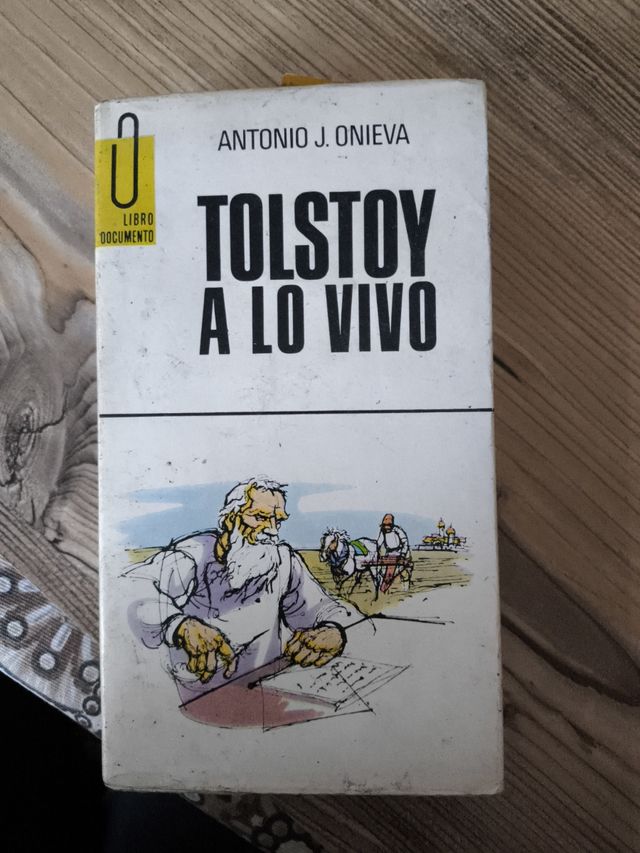 ANTONIO J. ONIEVA
LIBRO
DOCUMENTO
TOLSTOY
A LO VIVO